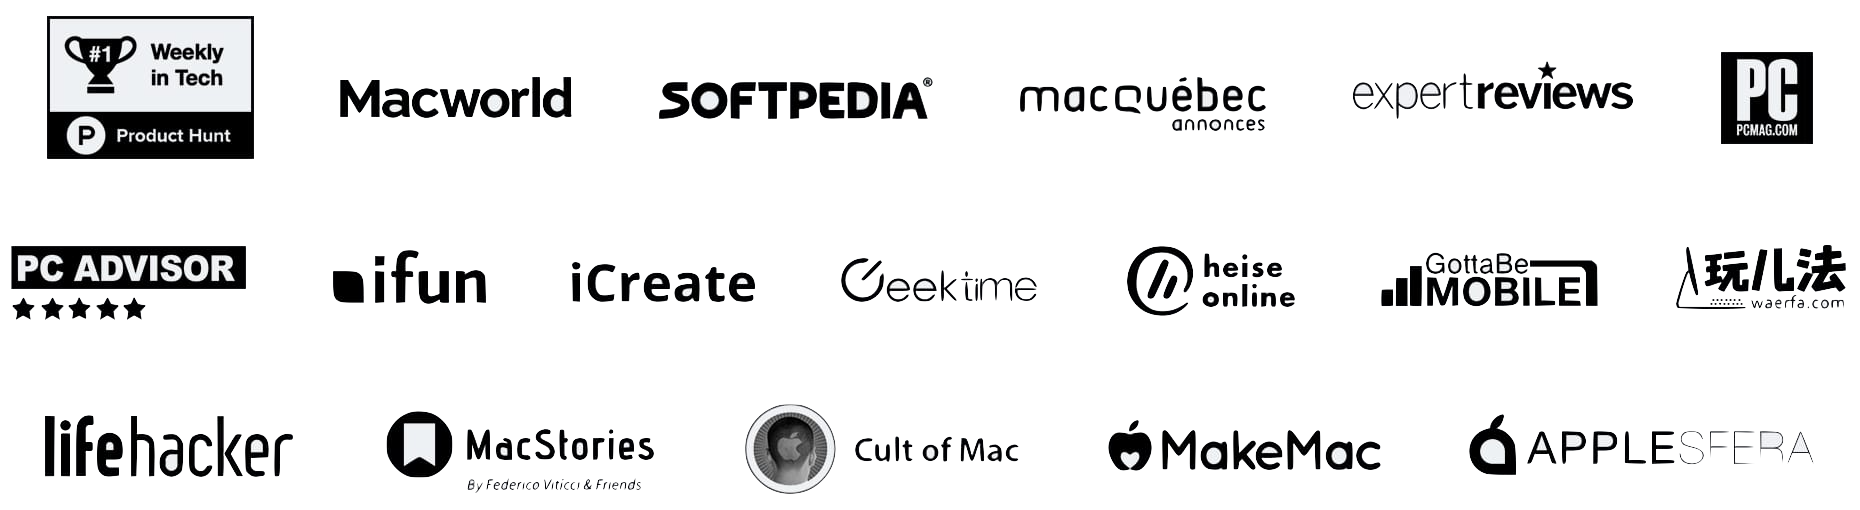 #1
Weekly
in Tech
P Product Hunt
Macworld
SOFTPEDIA®
macquébec
annonces
expertreviews
PC
PCMAG.COM
PC ADVISOR
ifun
iCreate
Geektime
heise
online
GottaBe
MOBILE
玩儿法
waerfa.com
lifehacker
MacStories
By Federico Viticci & Friends
Cult of Mac
MakeMac
APPLESFERA